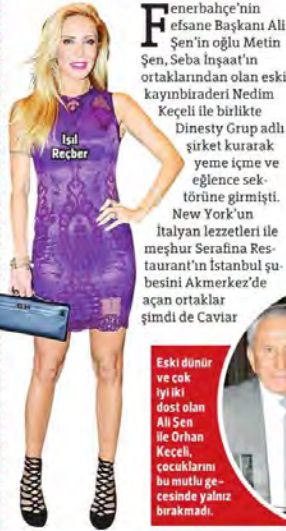 Fenerbahçe'nin
efsane Başkanı Ali
Şen'in oğlu Metin
Şen, Seba İnşaat'ın
ortaklarından olan eski
kayınbiraderi Nedim
Keçeli ile birlikte
Dinesty Grup adlı
şirket kurarak
yeme içme ve
eğlence sek-
törüne girmişti.
New York'un
İtalyan lezzetleri ile
meşhur Serafina Res-
taurant'ın İstanbul şu-
besini Akmerkez'de
açan ortaklar
şimdi de Caviar
Işıl
Reçber
Eski dünür
ve çok
iyi iki
dost olan
Ali Şen
ile Orhan
Keçeli,
çocuklarını
bu mutlu ge-
cesinde yalnız
bırakmadı.